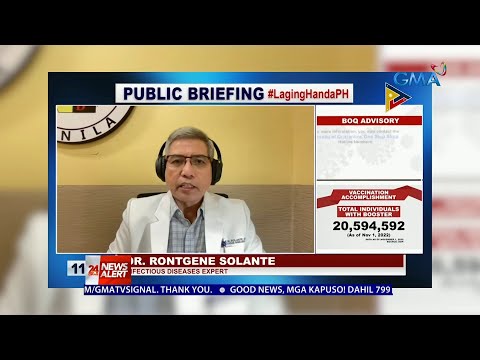 PUBLIC BRIEFING #LagingHandaPH
GMA
BOQ ADVISORY
NILA
VACCINATION
ACCOMPLISHMENT
TOTAL INDIVIDUALS
WITH BOOSTER
20,594,592
(As of Nov 1, 2022)
DR. RONTGENE SOLANTE
FECTIOUS DISEASES EXPERT
11
24
NEWS
ALERT
M/GMATVSIGNAL. THANK YOU. ● GOOD NEWS, MGA KAPUSO! DAHIL 799